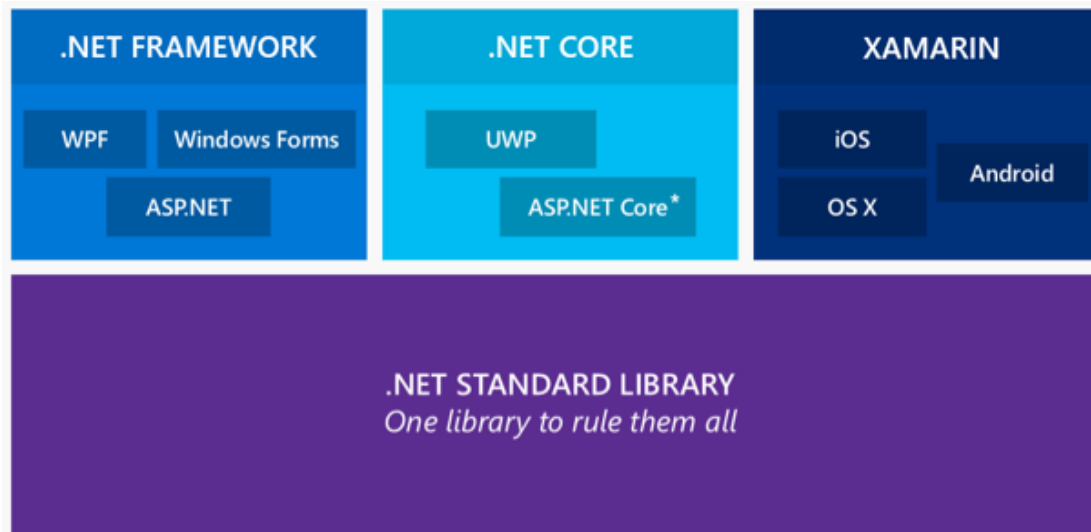 .NET FRAMEWORK
WPF
Windows Forms
ASP.NET
.NET CORE
UWP
ASP.NET Core*
XAMARIN
iOS
Android
OS X
.NET STANDARD LIBRARY
One library to rule them all